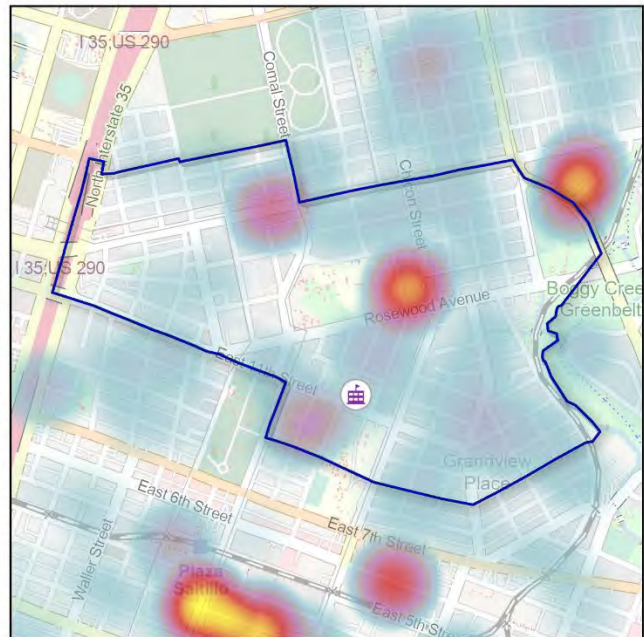 I 35;US 290
North Interstate 35
Comal Street
Chicon Street
I 35;US 290
Boggy Creek
Greenbelt
Rosewood Avenue
East 11th Street
Grandview
Place
East 6th Street
East 7th Street
Waller Street
Plaza
Saltillo
East 5th Street